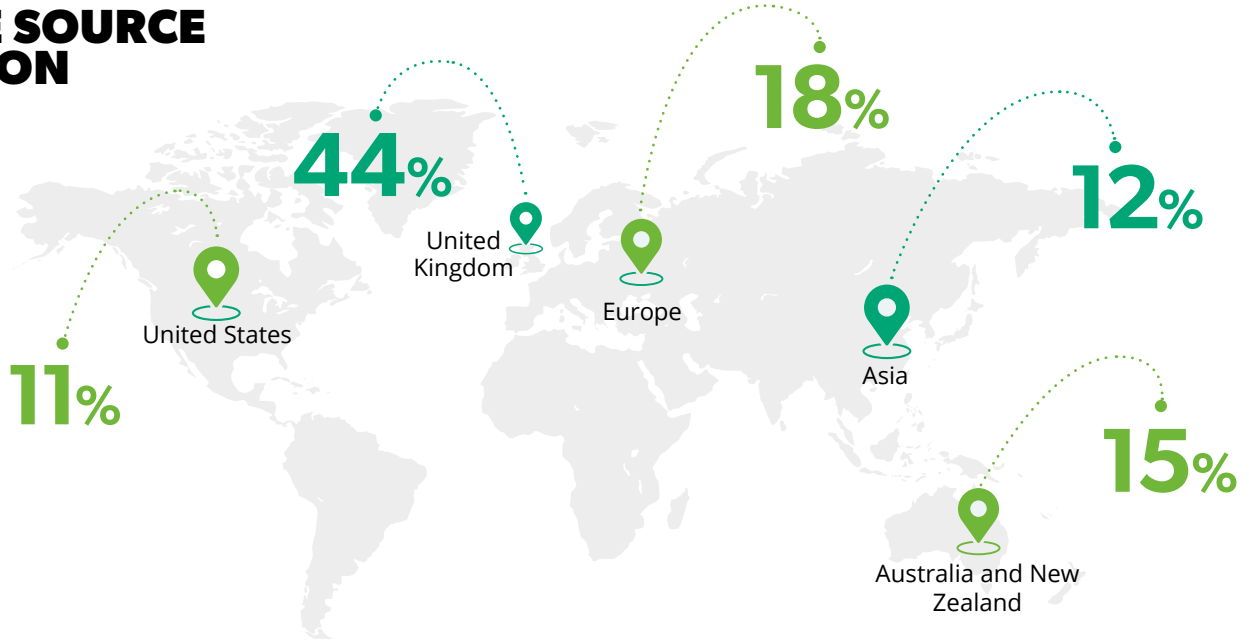 SOURCE
ON
18%
44%
12%
United
Kingdom
Europe
United States
Asia
11%
15%
Australia and New
Zealand